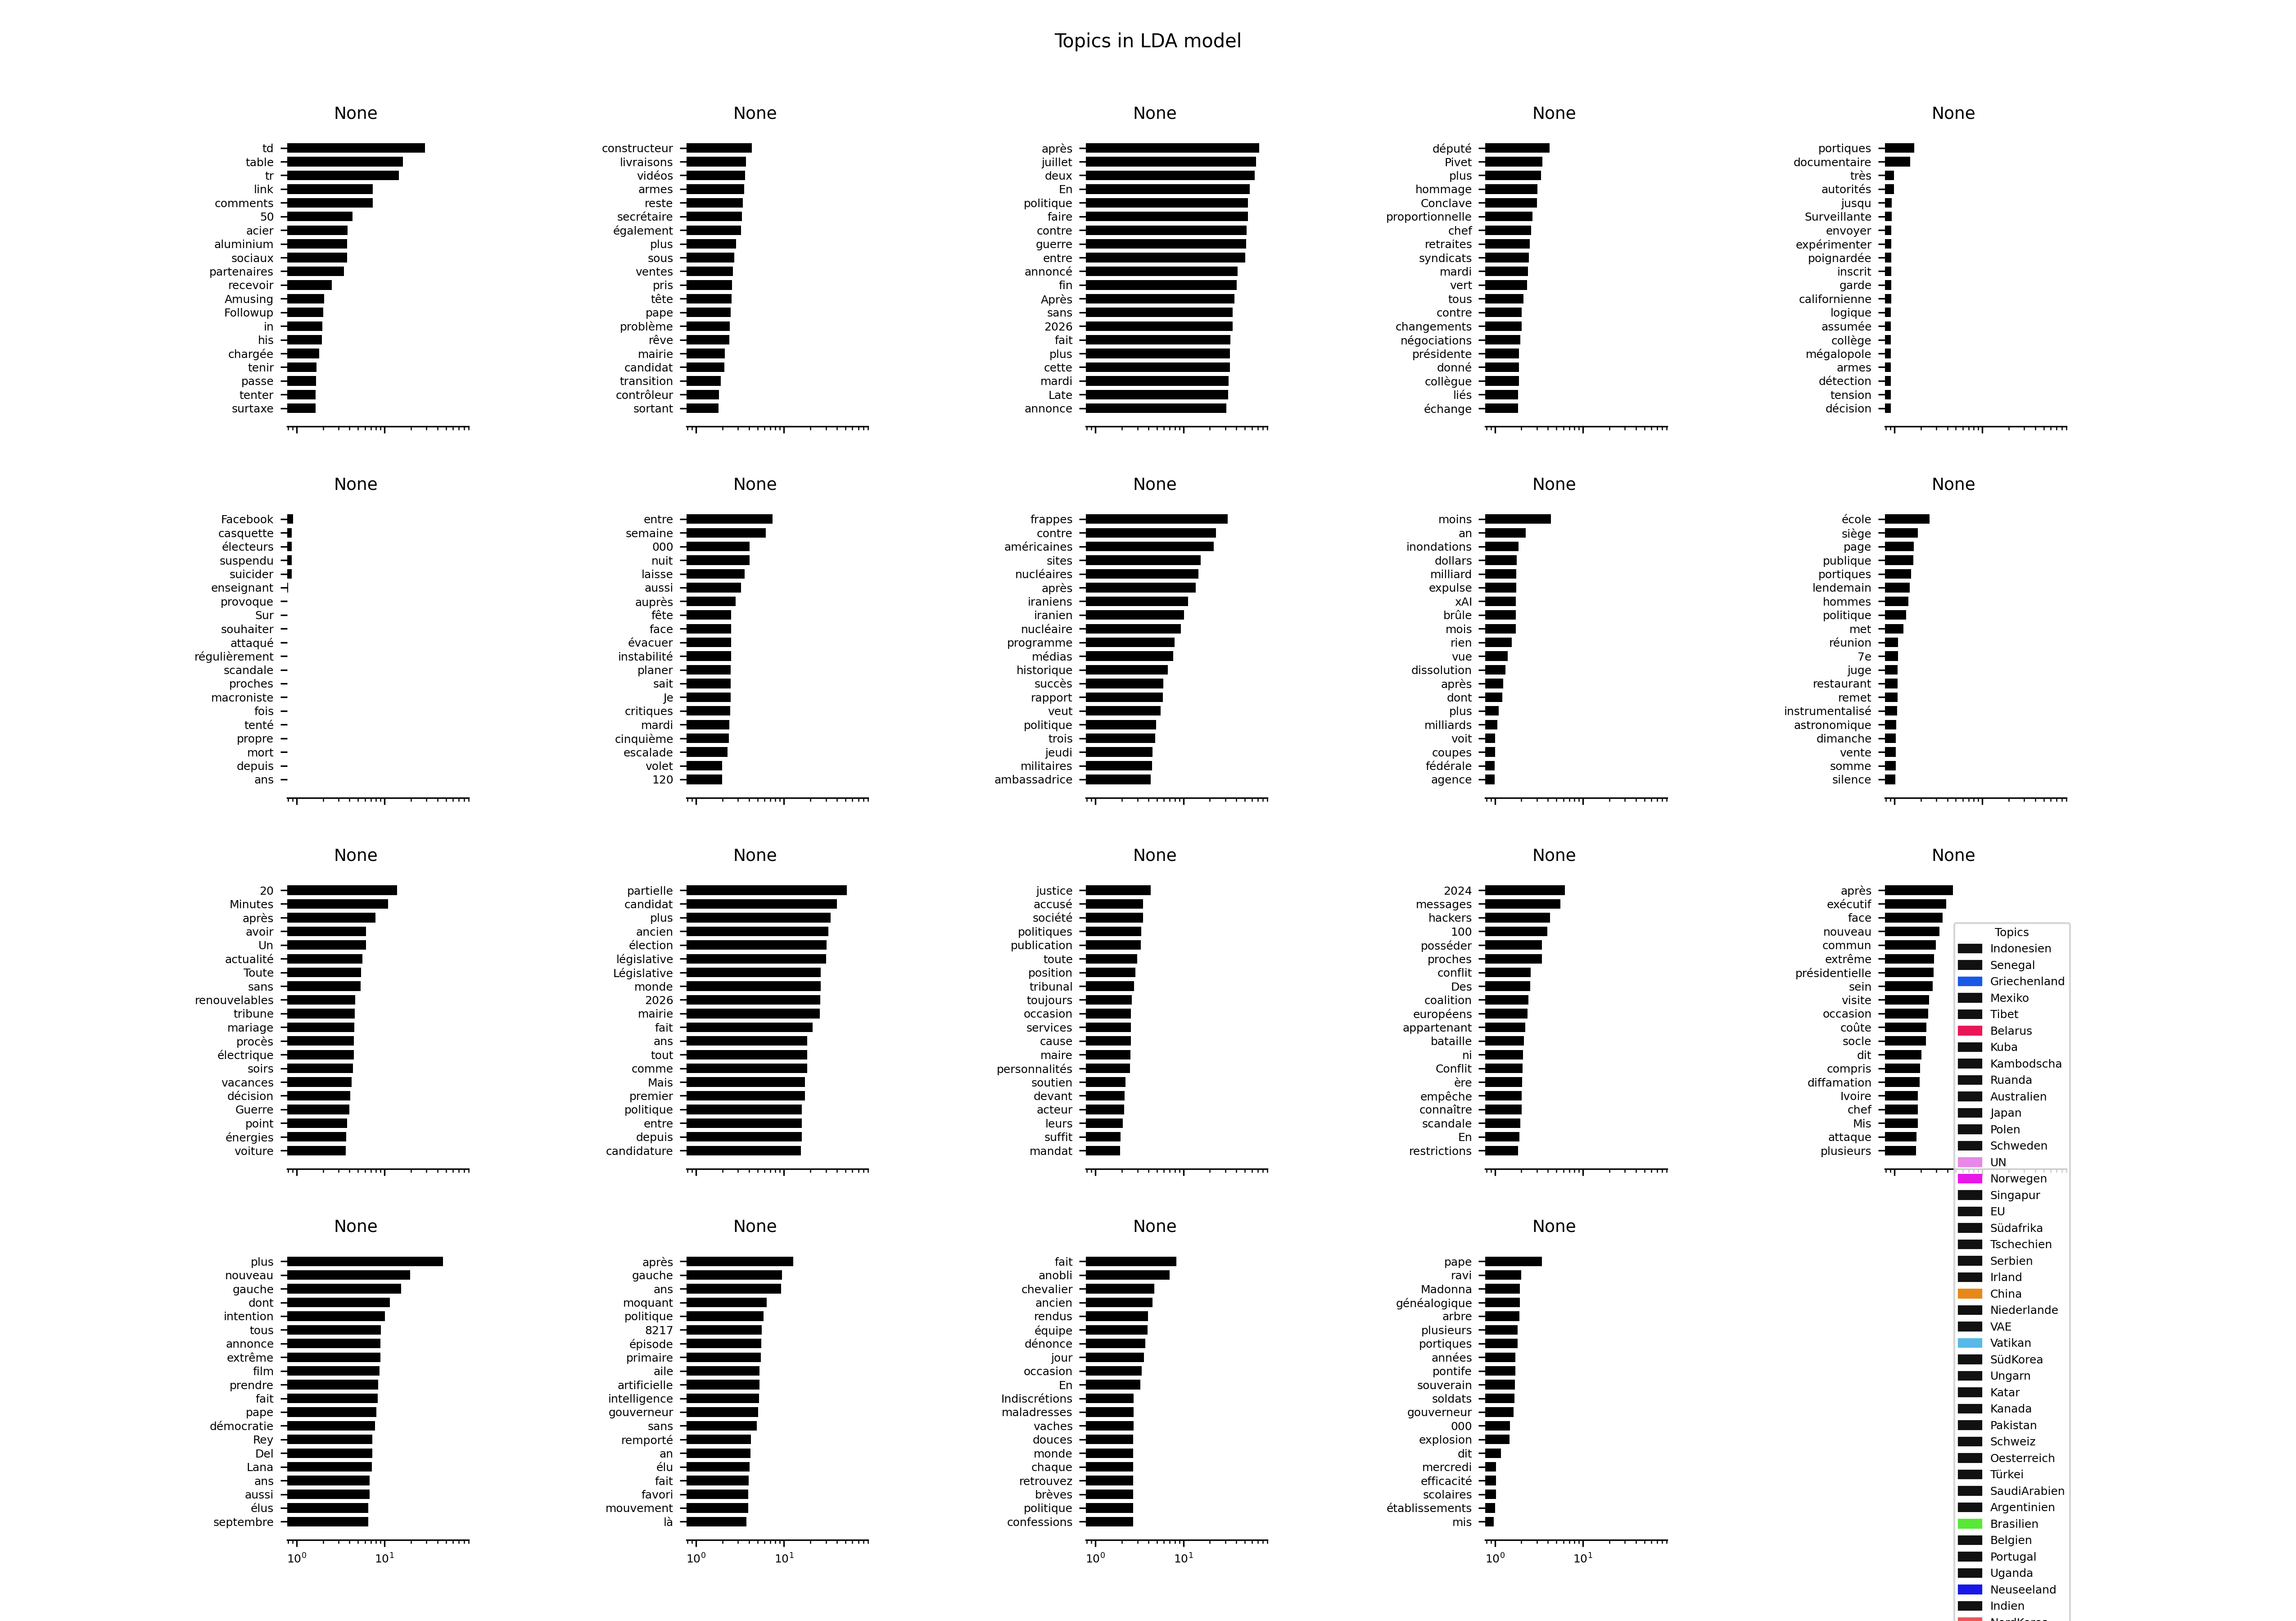 Topics in LDA model
None
td
table
tr
link
comments
50
acier
aluminium
sociaux
partenaires
recevoir
Amusing
Followup
in
his
chargée
tenir
passe
tenter
surtaxe
None
constructeur
livraisons
vidéos
armes
reste
secrétaire
également
plus
sous
ventes
pris
tête
pape
problème
rêve
mairie
candidat
transition
contrôleur
sortant
None
après
juillet
deux
En
politique
faire
contre
guerre
entre
annoncé
fin
Après
sans
2026
fait
plus
cette
mardi
Late
annonce
None
député
Pivet
plus
hommage
Conclave
proportionnelle
chef
retraites
syndicats
mardi
vert
tous
contre
changements
négociations
présidente
donné
collègue
liés
échange
None
portiques
documentaire
très
autorités
jusqu
Surveillante
envoyer
expérimenter
poignardée
inscrit
garde
californienne
logique
assumée
collège
mégalopole
armes
détection
tension
décision
None
Facebook
casquette
électeurs
suspendu
suicider
enseignant
provoque
Sur
souhaiter
attaqué
régulièrement
scandale
proches
macroniste
fois
tenté
propre
mort
depuis
ans
None
entre
semaine
000
nuit
laisse
aussi
auprès
fête
face
évacuer
instabilité
planer
sait
Je
critiques
mardi
cinquième
escalade
volet
120
None
frappes
contre
américaines
sites
nucléaires
après
iraniens
iranien
nucléaire
programme
médias
historique
succès
rapport
veut
politique
trois
jeudi
militaires
ambassadrice
None
moins
an
inondations
dollars
milliard
expulse
xAI
brûle
mois
rien
vue
dissolution
après
dont
plus
milliards
voit
coupes
fédérale
agence
None
école
siège
page
publique
portiques
lendemain
hommes
politique
met
réunion
7e
juge
restaurant
remet
instrumentalisé
astronomique
dimanche
vente
somme
silence
None
20
Minutes
après
avoir
Un
actualité
Toute
sans
renouvelables
tribune
mariage
procès
électrique
soirs
vacances
décision
Guerre
point
énergies
voiture
None
partielle
candidat
plus
ancien
élection
législative
Législative
monde
2026
mairie
fait
ans
tout
comme
Mais
premier
politique
entre
depuis
candidature
None
justice
accusé
société
politiques
publication
toute
position
tribunal
toujours
occasion
services
cause
maire
personnalités
soutien
devant
acteur
leurs
suffit
mandat
None
2024
messages
hackers
100
posséder
proches
conflit
Des
coalition
européens
appartenant
bataille
ni
Conflit
ère
empêche
connaître
scandale
En
restrictions
None
après
exécutif
face
nouveau
commun
extrême
présidentielle
sein
visite
occasion
coûte
socle
dit
compris
diffamation
Ivoire
chef
Mis
attaque
plusieurs
None
plus
nouveau
gauche
dont
intention
tous
annonce
extrême
film
prendre
fait
pape
démocratie
Rey
Del
Lana
ans
aussi
élus
septembre
10⁰ 10¹
None
après
gauche
ans
moquant
politique
8217
épisode
primaire
aile
artificielle
intelligence
gouverneur
sans
remporté
an
élu
fait
favori
mouvement
là
10⁰ 10¹
None
fait
anobli
chevalier
ancien
rendus
équipe
dénonce
jour
occasion
En
Indiscrétions
maladresses
vaches
douces
monde
chaque
retrouvez
brèves
politique
confessions
10⁰ 10¹
None
pape
ravi
Madonna
généalogique
arbre
plusieurs
portiques
années
pontife
souverain
soldats
gouverneur
000
explosion
dit
mercredi
efficacité
scolaires
établissements
mis
10⁰ 10¹
Topics
Indonesien
Senegal
Griechenland
Mexiko
Tibet
Belarus
Kuba
Kambodscha
Ruanda
Australien
Japan
Polen
Schweden
UN
Norwegen
Singapur
EU
Südafrika
Tschechien
Serbien
Irland
China
Niederlande
VAE
Vatikan
SüdKorea
Ungarn
Katar
Kanada
Pakistan
Schweiz
Oesterreich
Türkei
SaudiArabien
Argentinien
Brasilien
Belgien
Portugal
Uganda
Neuseeland
Indien